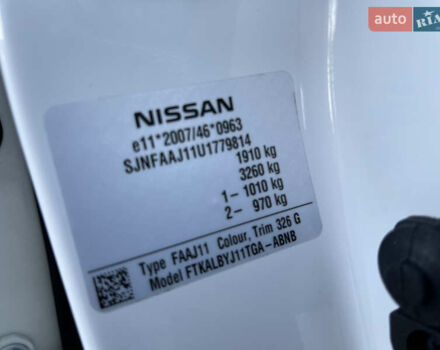 auto RIA
NISSAN
e11*2007/46*0963
SJNFAAJ11U1779814
1910 kg
3260 kg
1– 1010 kg
2– 970 kg
Type FAAJ11 Colour, Trim 326 G
Model FTKALBYJ11TGA–ABNB